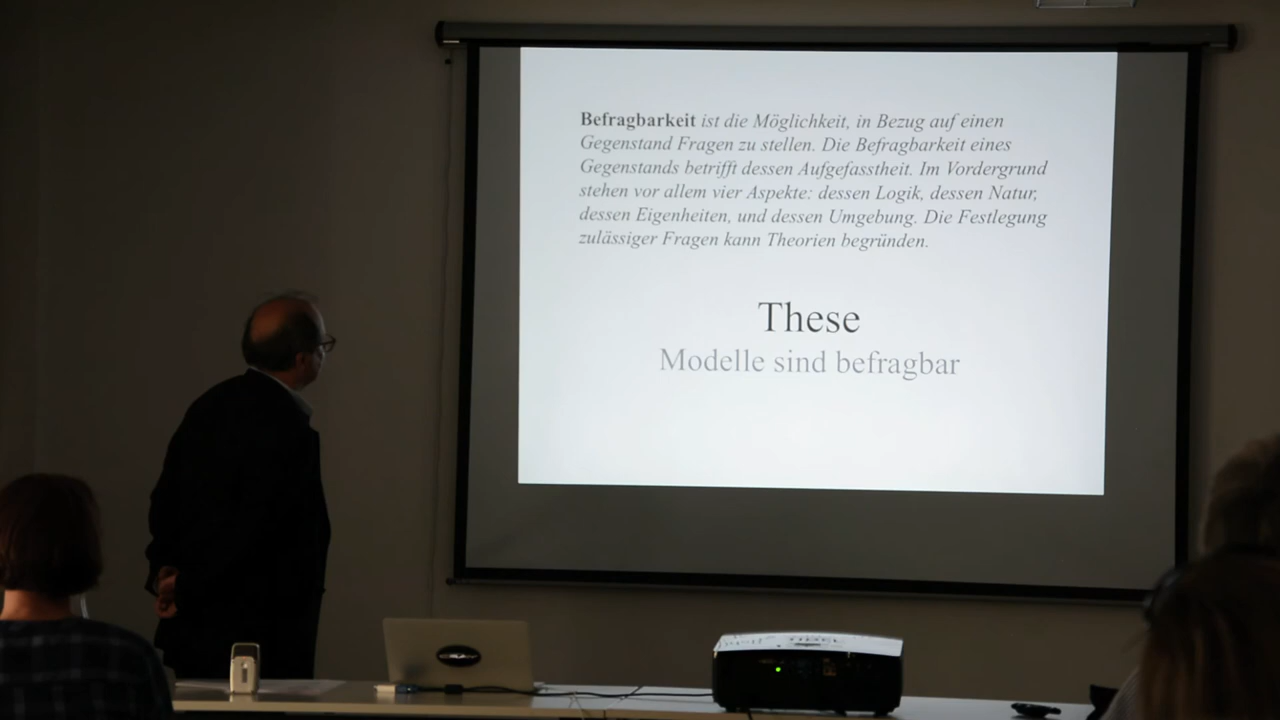 Befragbarkeit ist die Möglichkeit, in Bezug auf einen
Gegenstand Fragen zu stellen. Die Befragbarkeit eines
Gegenstands betrifft dessen Aufgefasstheit. Im Vordergrund
stehen vor allem vier Aspekte: dessen Logik, dessen Natur,
dessen Eigenheiten, und dessen Umgebung. Die Festlegung
zulässiger Fragen kann Theorien begründen.
These
Modelle sind befragbar